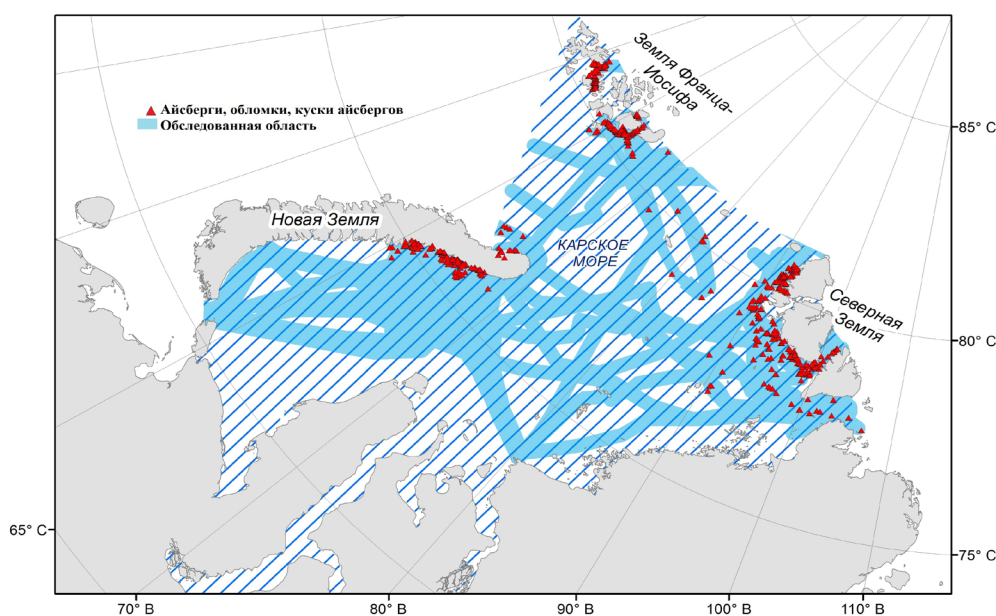 Земля Франца-
Иосифа
Айсберги, обломки, куски айсбергов
Обследованная область
85° С
Новая Земля
КАРСКОЕ
МОРЕ
Северная
Земля
80° С
65° С
75° С
70° В
80° В
90° В
100° В
110° В